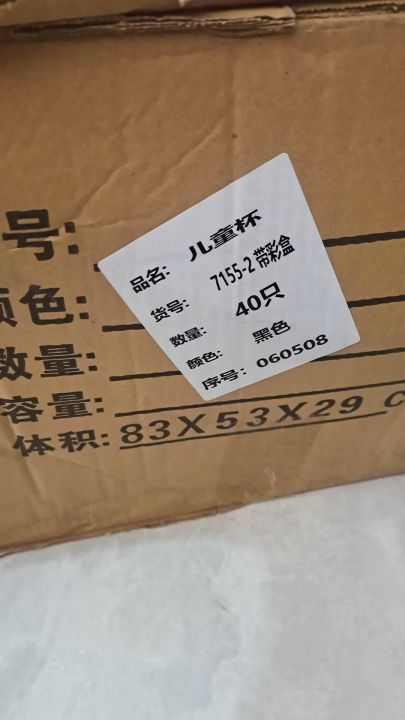 号:
颜色:
数量:
容量:
体积: 83X53X29 C
品名: 儿童杯
货号: 7155-2 带彩盒
数量: 40只
颜色: 黑色
序号: 060508